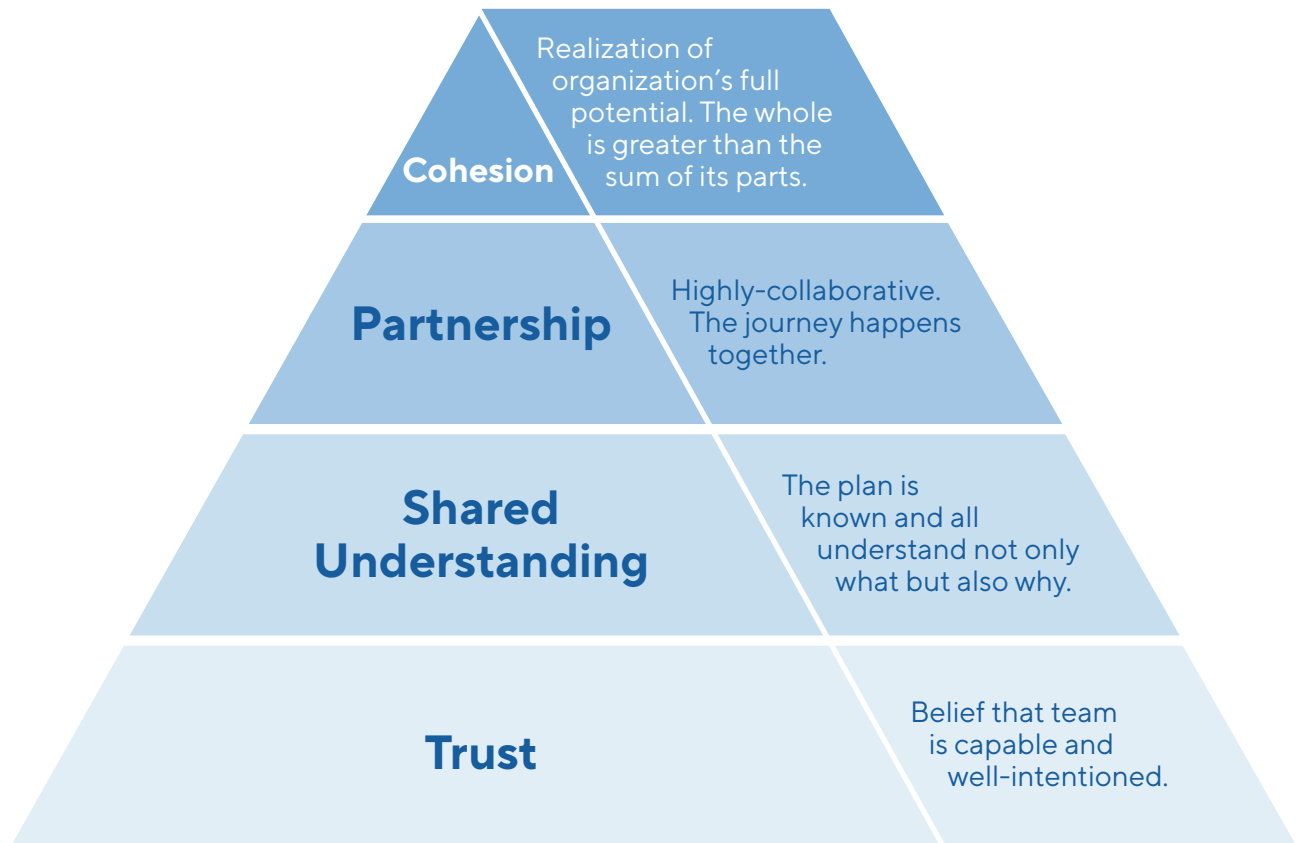 Cohesion
Realization of
organization’s full
potential. The whole
is greater than the
sum of its parts.
Partnership
Highly-collaborative.
The journey happens
together.
Shared
Understanding
The plan is
known and all
understand not only
what but also why.
Trust
Belief that team
is capable and
well-intentioned.